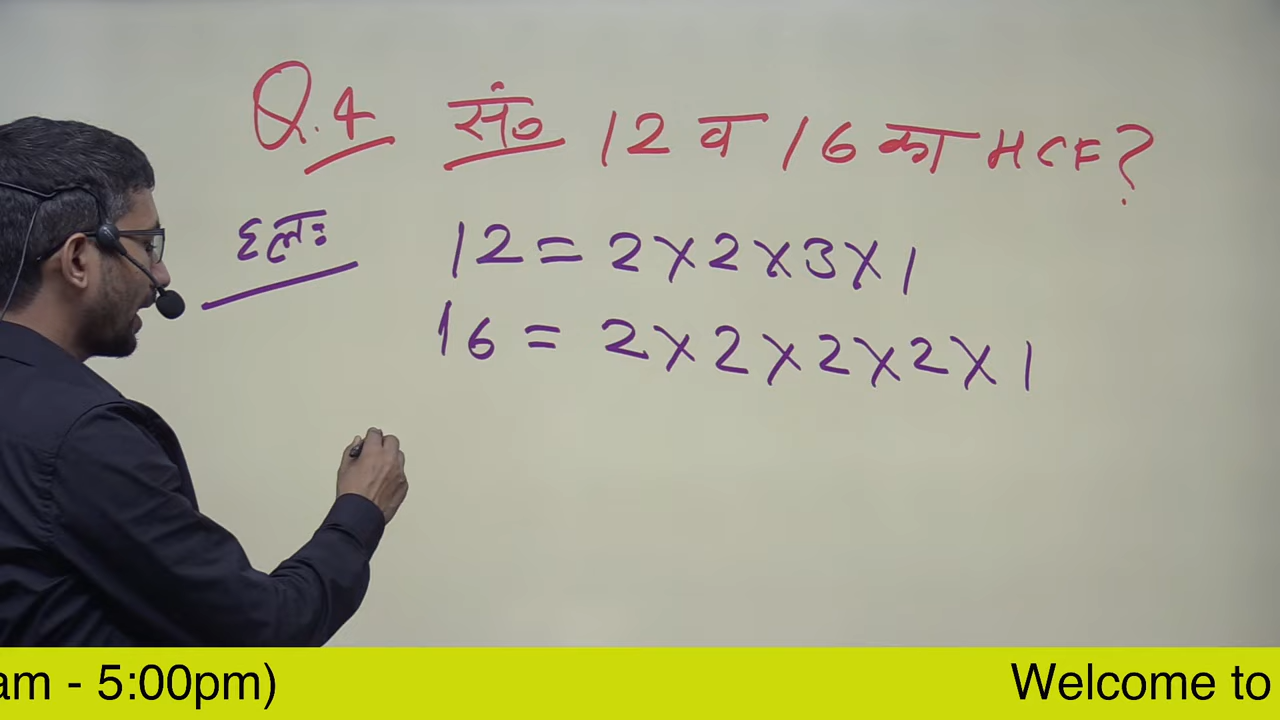 Q.4 सं० 12 व 16 का HCF?
हलः 12 = 2×2×3×1
16 = 2×2×2×2×1
am - 5:00pm) Welcome to